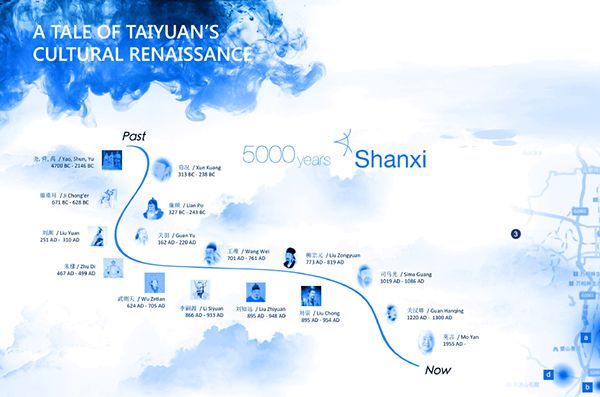 A TALE OF TAIYUAN'S
CULTURAL RENAISSANCE
Past
5000 years Shanxi
尧, 舜, 禹 / Yao, Shun, Yu
4700 BC - 2146 BC
荀况 / Xun Kuang
313 BC - 238 BC
/ Ji Chong'er
671 BC - 628 BC
廉颇 / Lian Po
327 BC - 243 BC
刘渊 / Liu Yuan
251 AD - 310 AD
关羽 / Guan Yu
162 AD - 220 AD
/ Zhu Di
467 AD - 499 AD
王维 / Wang Wei
701 AD - 761 AD
柳宗元 / Liu Zongyuan
773 AD - 819 AD
司马光 / Sima Guang
1019 AD - 1086 AD
武则天 / Wu Zetian
624 AD - 705 AD
李嗣源 / Li Siyuan
866 AD - 933 AD
刘知远 / Liu Zhiyuan
895 AD - 948 AD
刘崇 / Liu Chong
895 AD - 954 AD
关汉卿 / Guan Hanqing
1220 AD - 1300 AD
莫言 / Mo Yan
1955 AD -
Now
3
a
b
d